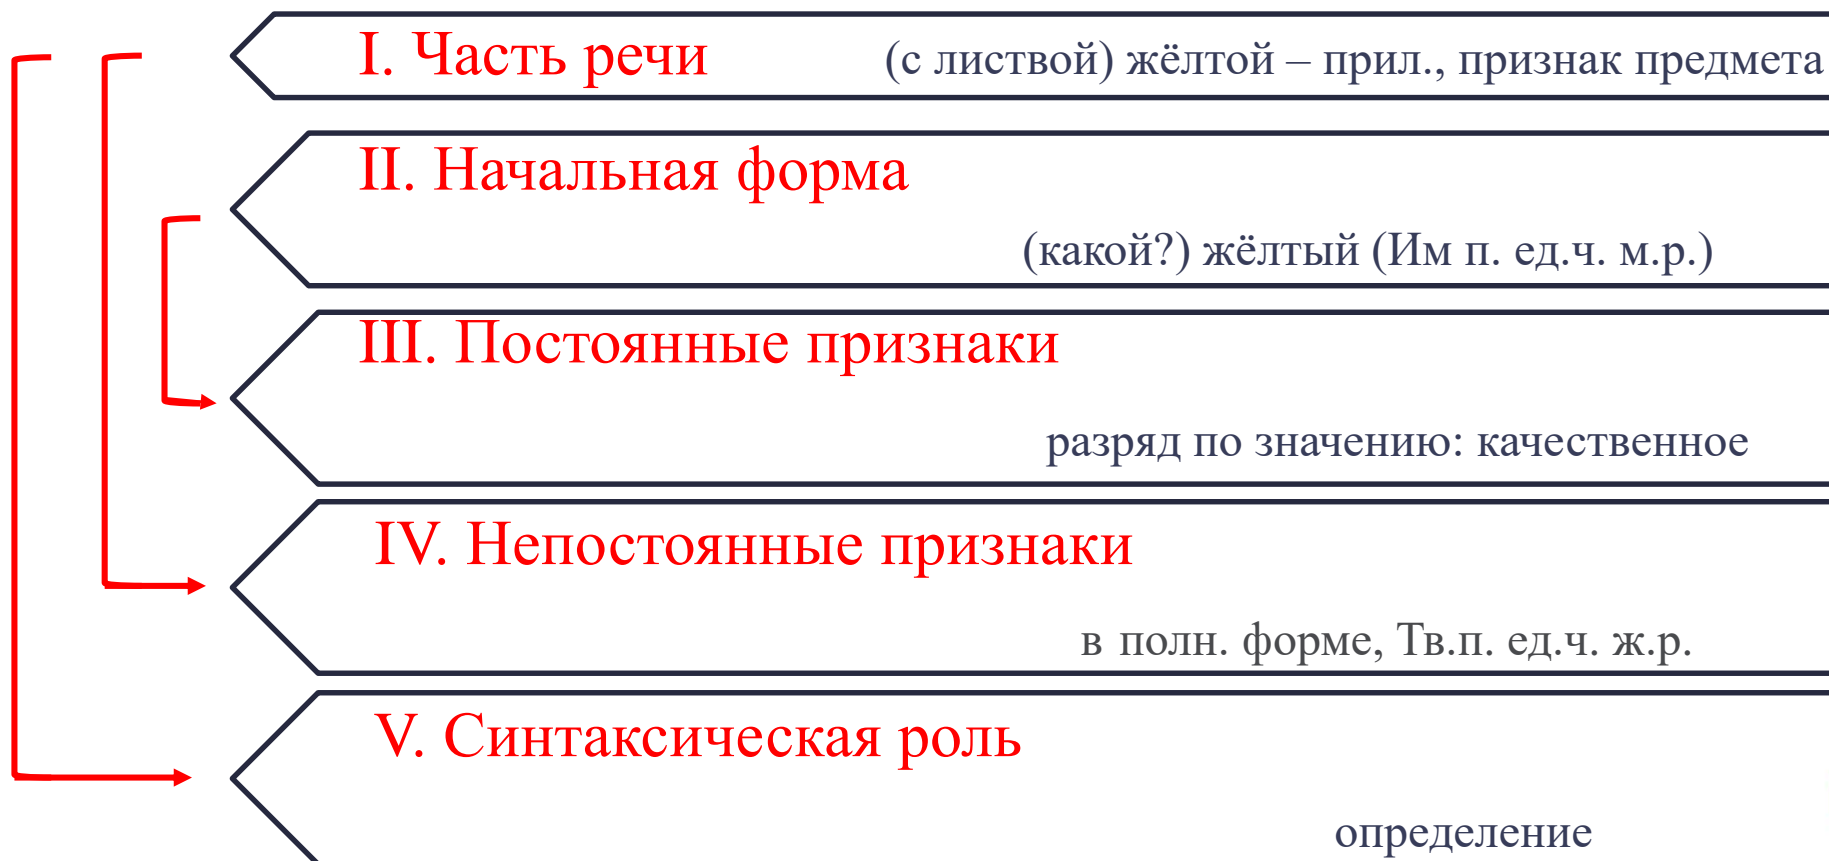 I. Часть речи (с листвой) жёлтой – прил., признак предмета
II. Начальная форма
(какой?) жёлтый (Им п. ед.ч. м.р.)
III. Постоянные признаки
разряд по значению: качественное
IV. Непостоянные признаки
в полн. форме, Тв.п. ед.ч. ж.р.
V. Синтаксическая роль
определение